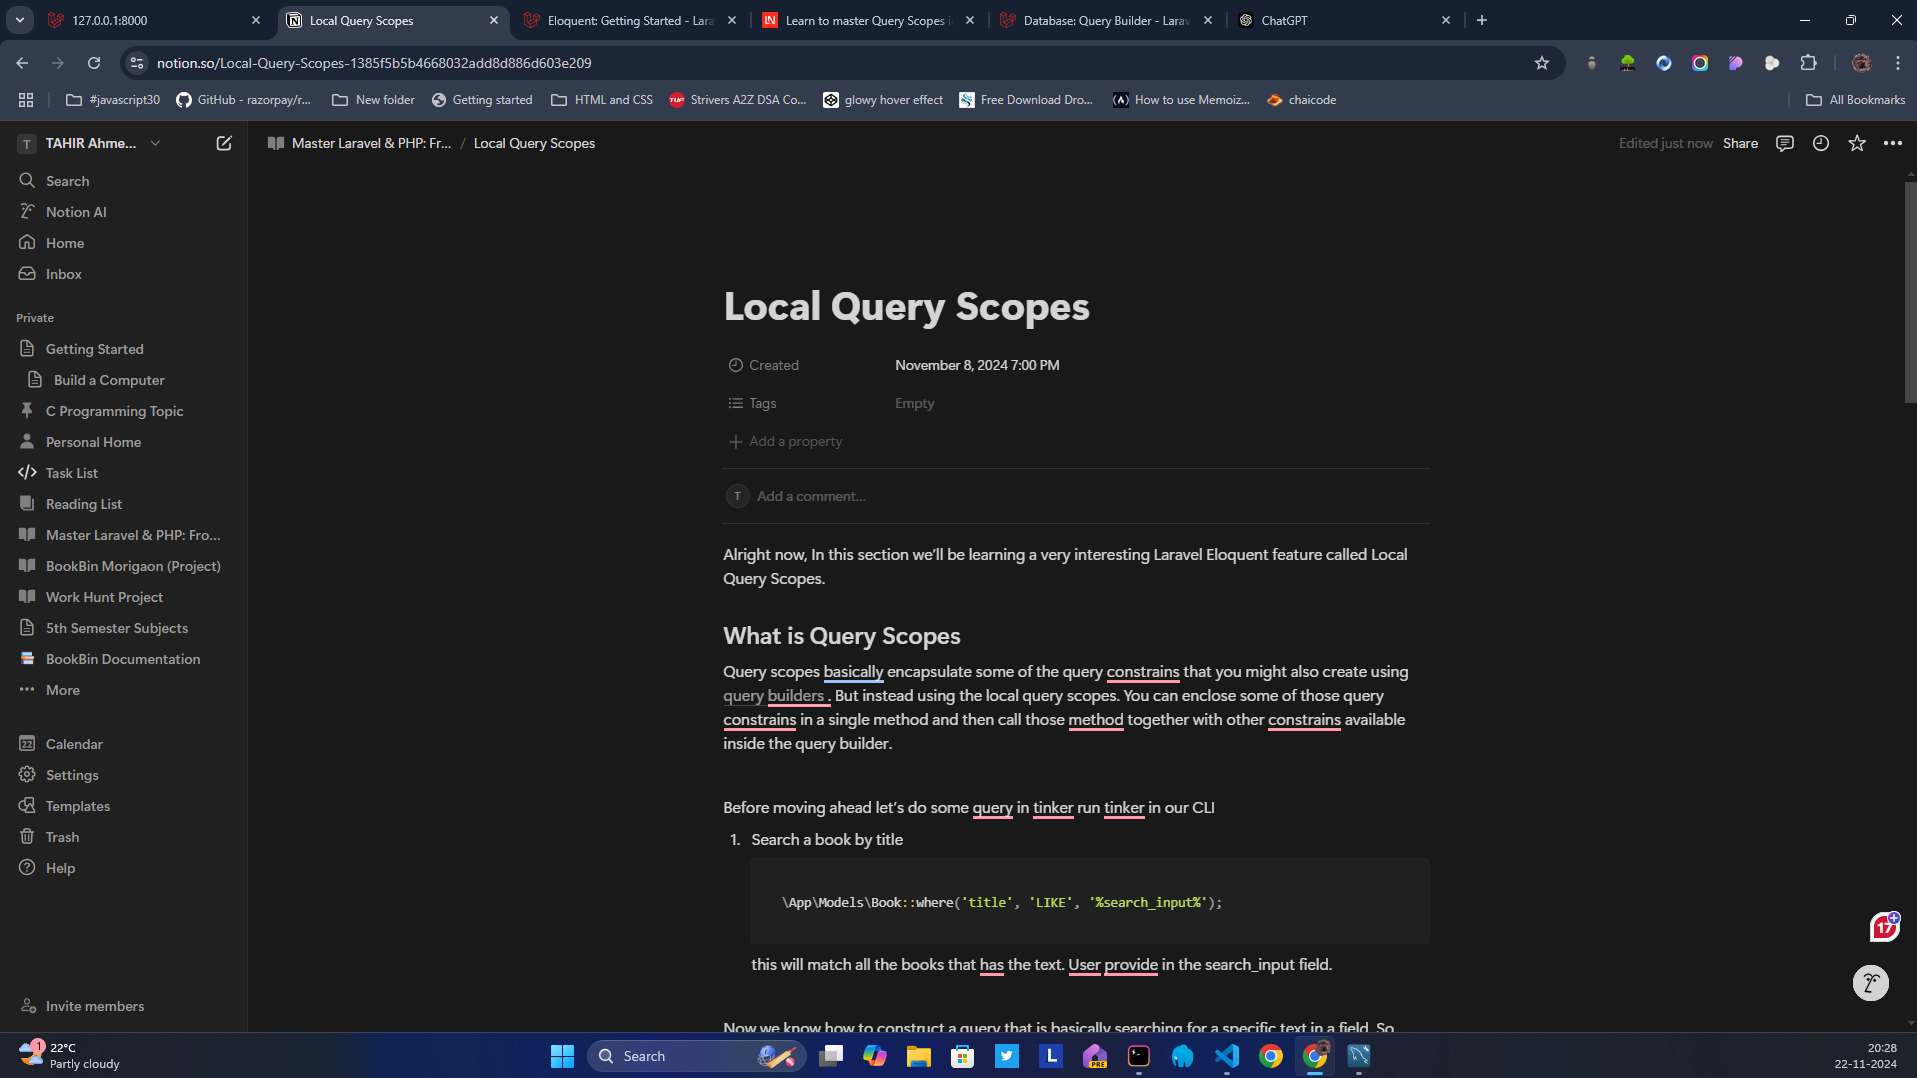 127.0.0.1:8000
Local Query Scopes
Eloquent: Getting Started - Lara
Learn to master Query Scopes i
Database: Query Builder - Larav
ChatGPT
notion.so/Local-Query-Scopes-1385f5b5b4668032add8d886d603e209
#javascript30
GitHub - razorpay/r...
New folder
Getting started
HTML and CSS
Strivers A2Z DSA Co...
glowy hover effect
Free Download Dro...
How to use Memoiz...
chaicode
All Bookmarks
T TAHIR Ahme...
Master Laravel & PHP: Fr... / Local Query Scopes
Edited just now
Share
Search
Notion AI
Home
Inbox
Private
Getting Started
Build a Computer
C Programming Topic
Personal Home
Task List
Reading List
Master Laravel & PHP: Fro...
BookBin Morigaon (Project)
Work Hunt Project
5th Semester Subjects
BookBin Documentation
More
22 Calendar
Settings
Templates
Trash
Help
Invite members
Local Query Scopes
Created November 8, 2024 7:00 PM
Tags Empty
Add a property
T Add a comment...
Alright now, In this section we'll be learning a very interesting Laravel Eloquent feature called Local
Query Scopes.
What is Query Scopes
Query scopes basically encapsulate some of the query constrains that you might also create using
query builders . But instead using the local query scopes. You can enclose some of those query
constrains in a single method and then call those method together with other constrains available
inside the query builder.
Before moving ahead let's do some query in tinker run tinker in our CLI
1. Search a book by title
\App\Models\Book::where('title', 'LIKE', '%search_input%');
this will match all the books that has the text. User provide in the search_input field.
Now we know how to construct a query that is basically searching for a specific text in a field. So
17
1
22°C
Partly cloudy
Search
L
PRE
20:28
22-11-2024